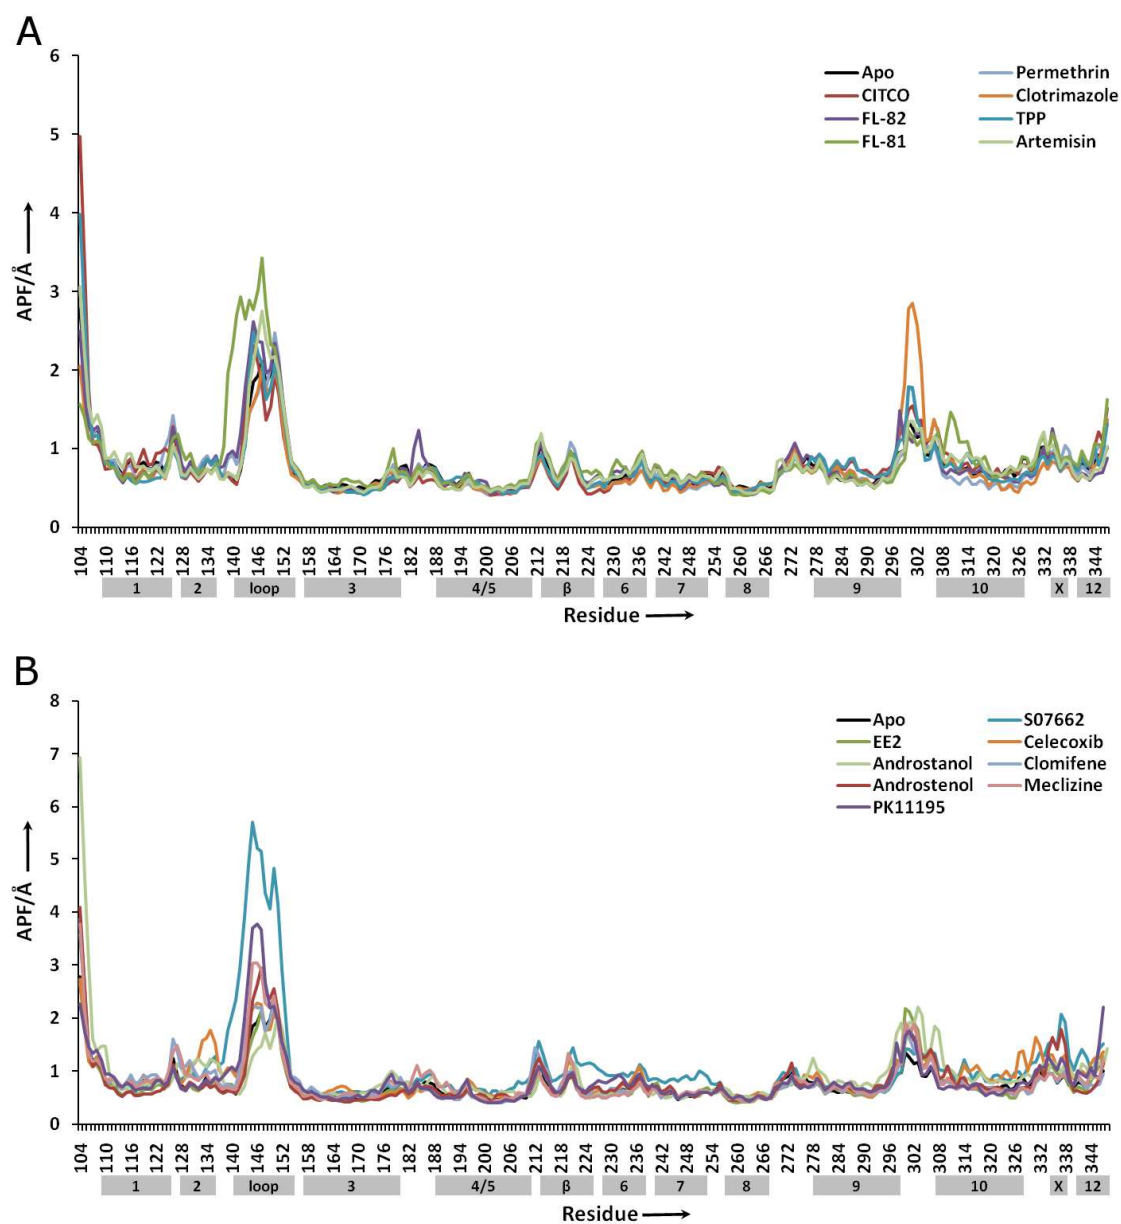 A
6
5
4
3
2
1
0
APF/Å
Apo
CITCO
FL-82
FL-81
Permethrin
Clotrimazole
TPP
Artemisin
104 110 116 122 128 134 140 146 152 158 164 170 176 182 188 194 200 206 212 218 224 230 236 242 248 254 260 266 272 278 284 290 296 302 308 314 320 326 332 338 344
1 2 loop 3 4/5 β 6 7 8 9 10 X 12
Residue
B
8
7
6
5
4
3
2
1
0
APF/Å
Apo
EE2
Androstanol
Androstenol
PK11195
S07662
Celecoxib
Clomifene
Meclizine
104 110 116 122 128 134 140 146 152 158 164 170 176 182 188 194 200 206 212 218 224 230 236 242 248 254 260 266 272 278 284 290 296 302 308 314 320 326 332 338 344
1 2 loop 3 4/5 β 6 7 8 9 10 X 12
Residue